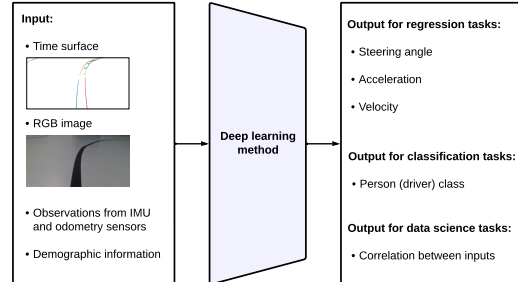 Input:
• Time surface
• RGB image
• Observations from IMU
and odometry sensors
• Demographic information
Deep learning
method
Output for regression tasks:
• Steering angle
• Acceleration
• Velocity
Output for classification tasks:
• Person (driver) class
Output for data science tasks:
• Correlation between inputs